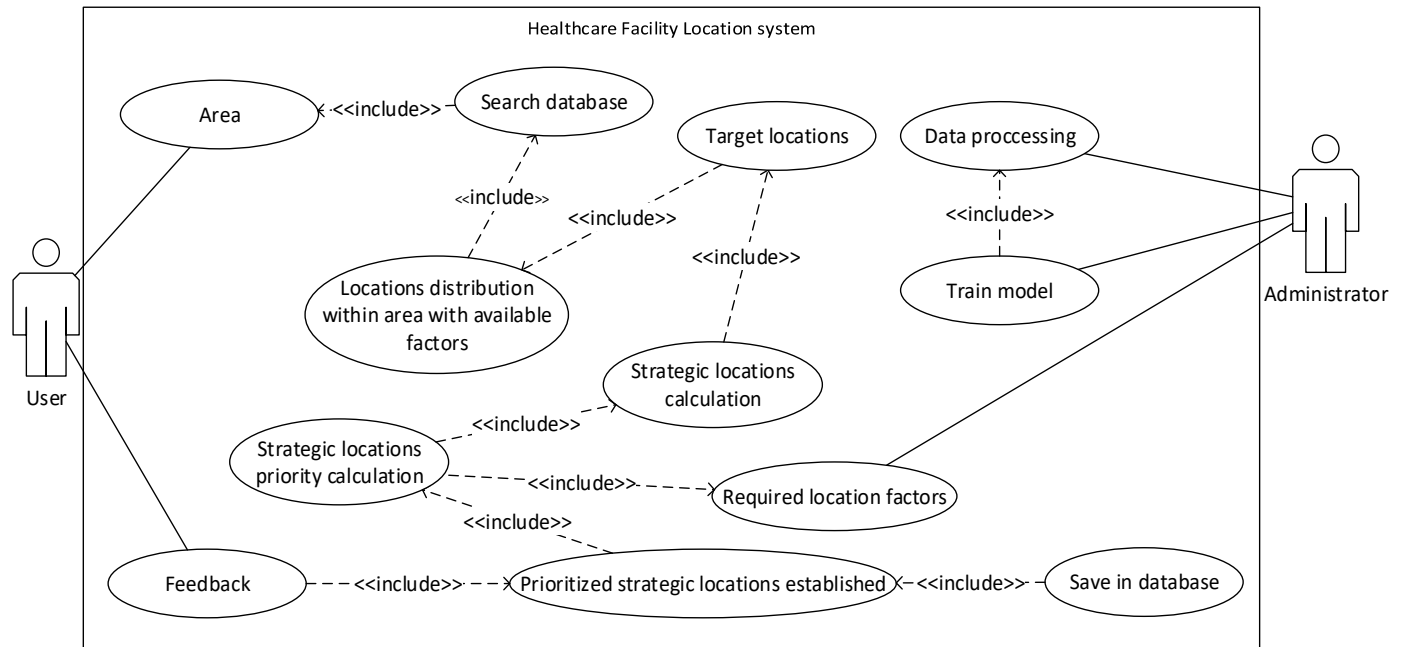 Healthcare Facility Location system
Area
<<include>>
Search database
Target locations
Data proccessing
<<include>>
<<include>>
<<include>>
<<include>>
Locations distribution
within area with available
factors
Train model
Administrator
User
Strategic locations
calculation
<<include>>
Strategic locations
priority calculation
<<include>>
Required location factors
<<include>>
Feedback
<<include>>
Prioritized strategic locations established
<<include>>
Save in database